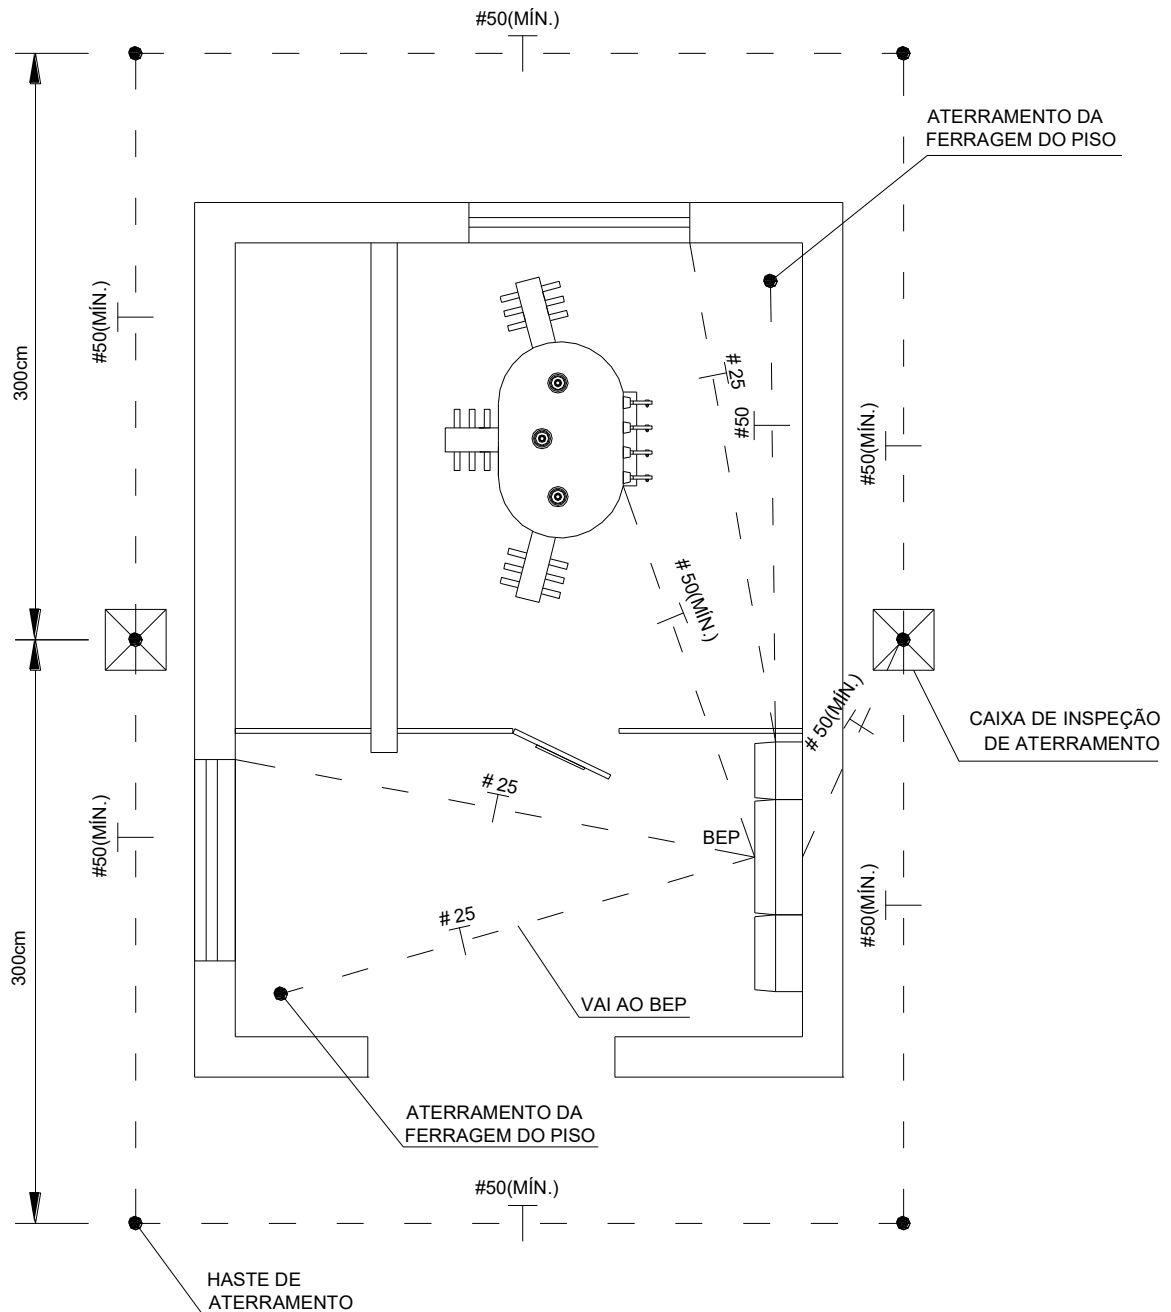 #50(MÍN.)
ATERRAMENTO DA
FERRAGEM DO PISO
#50(MÍN.)
300cm
# 25
#50
#50(MÍN.)
# 50(MÍN.)
# 50(MÍN.)
CAIXA DE INSPEÇÃO
DE ATERRAMENTO
# 25
#50(MÍN.)
BEP
# 25
#50(MÍN.)
300cm
VAI AO BEP
ATERRAMENTO DA
FERRAGEM DO PISO
#50(MÍN.)
HASTE DE
ATERRAMENTO